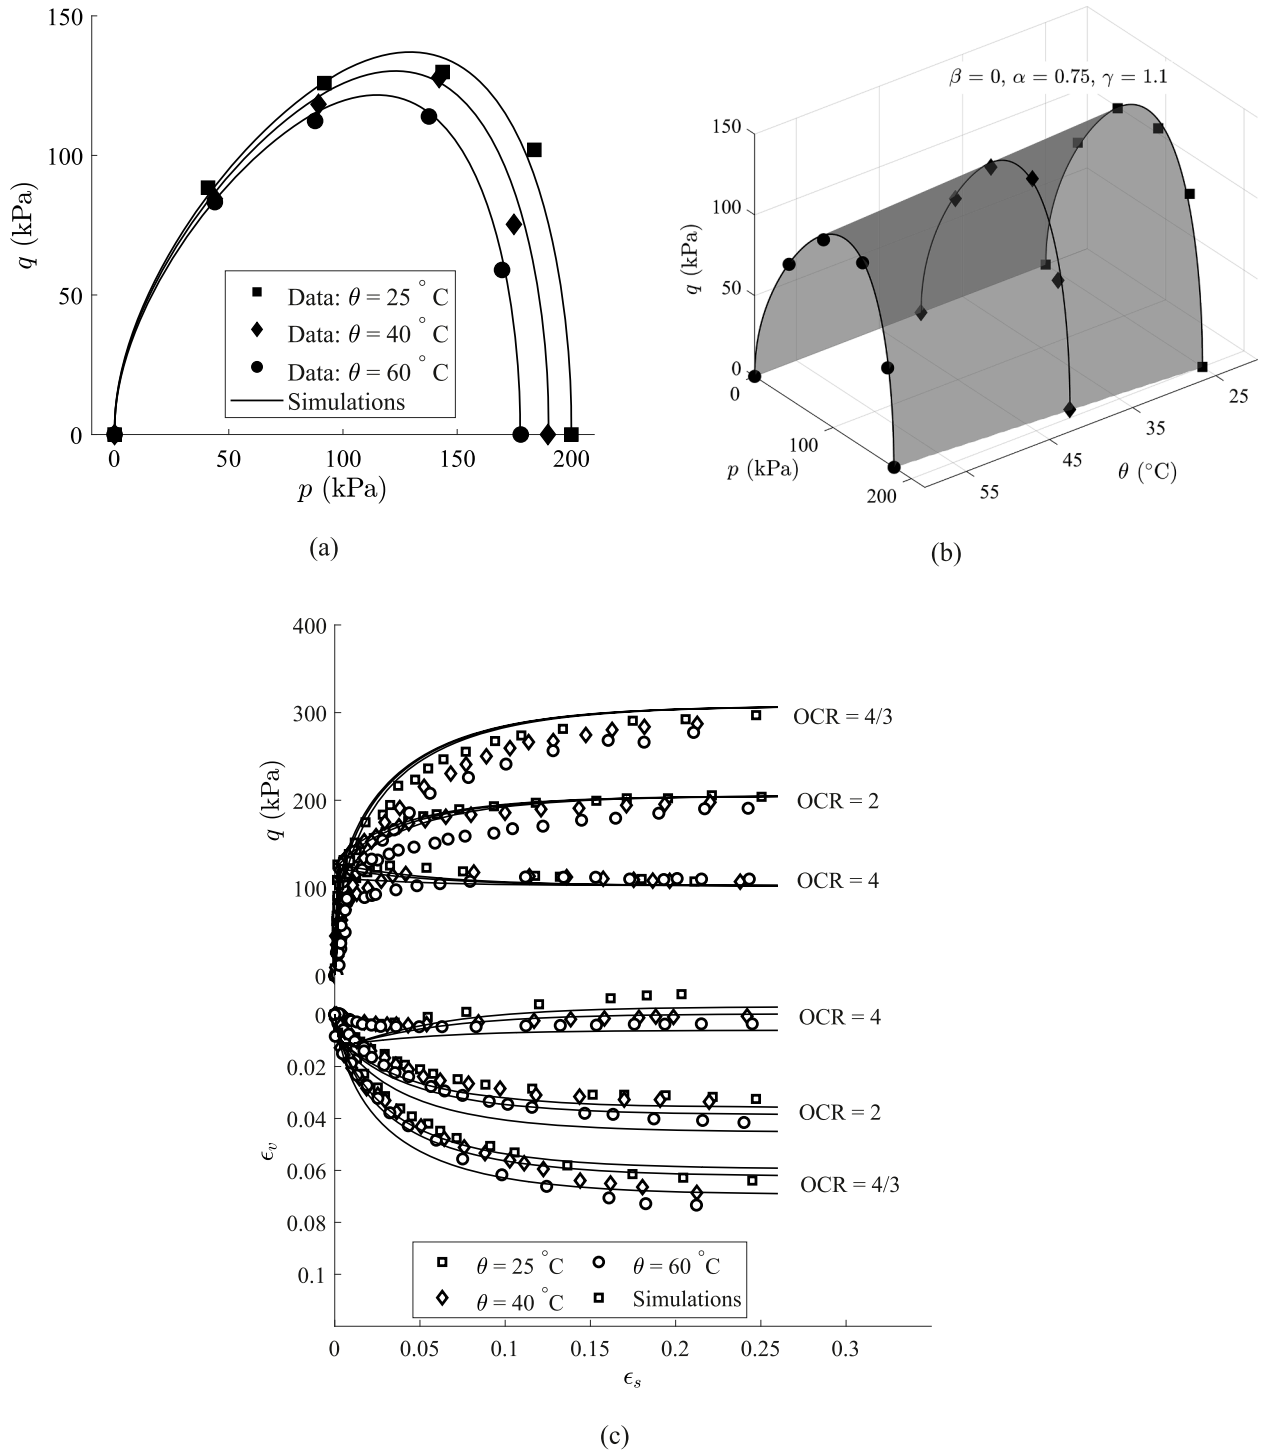 150
100
50
0
q (kPa)
Data: θ = 25 °C
Data: θ = 40 °C
Data: θ = 60 °C
Simulations
0 50 100 150 200
p (kPa)
(a)
β = 0, α = 0.75, γ = 1.1
150
100
50
0
q (kPa)
0
100
200
p (kPa)
25
35
45
55
θ (°C)
(b)
400
300
200
100
0
q (kPa)
OCR = 4/3
OCR = 2
OCR = 4
0
0.02
0.04
0.06
0.08
0.1
ϵv
OCR = 4
OCR = 2
OCR = 4/3
θ = 25 °C θ = 60 °C
θ = 40 °C Simulations
0 0.05 0.1 0.15 0.2 0.25 0.3
ϵs
(c)